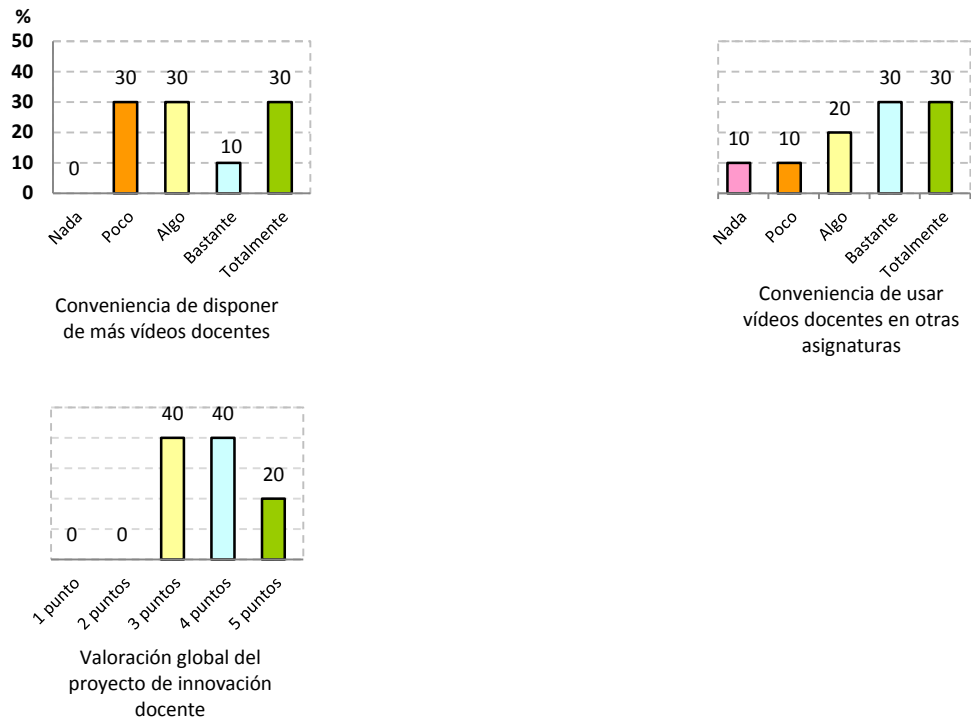 %
50
40
30
20
10
0
0
30
30
10
30
Nada
Poco
Algo
Bastante
Totalmente
Conveniencia de disponer
de más vídeos docentes
10
10
20
30
30
Nada
Poco
Algo
Bastante
Totalmente
Conveniencia de usar
vídeos docentes en otras
asignaturas
0
0
40
40
20
1 punto
2 puntos
3 puntos
4 puntos
5 puntos
Valoración global del
proyecto de innovación
docente